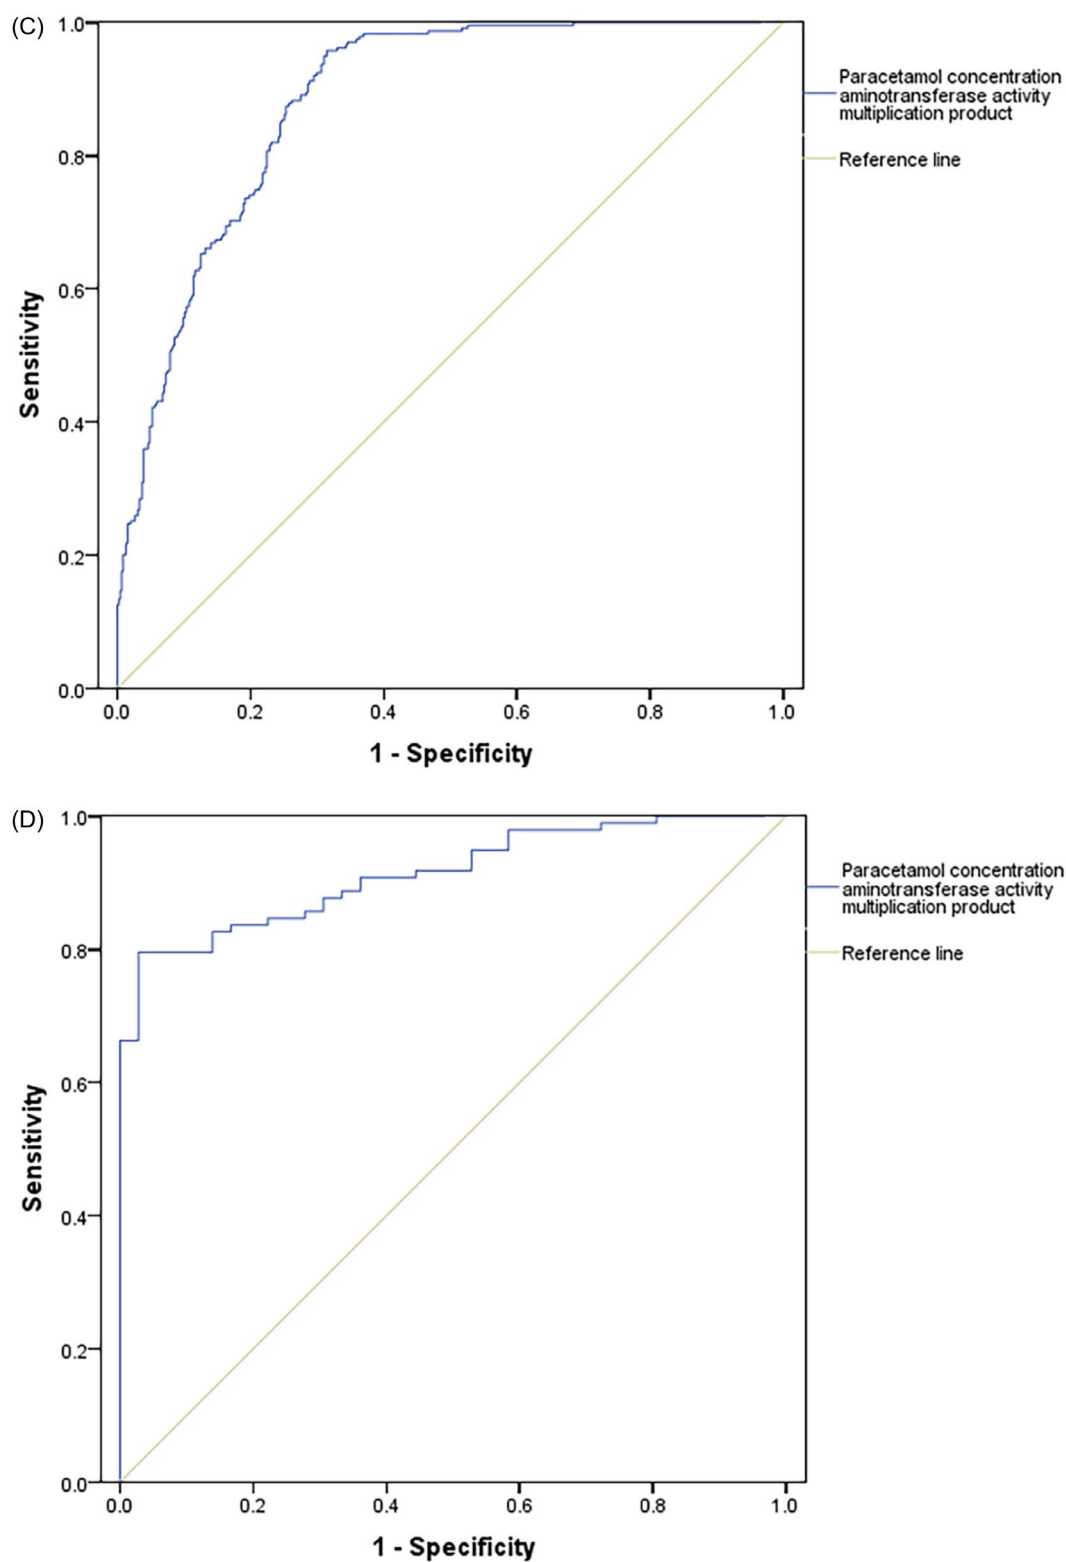 (C)
1.0
0.8
0.6
0.4
0.2
0.0
Sensitivity
0.0 0.2 0.4 0.6 0.8 1.0
1 - Specificity
Paracetamol concentration
aminotransferase activity
multiplication product
Reference line
(D)
1.0
0.8
0.6
0.4
0.2
0.0
Sensitivity
0.0 0.2 0.4 0.6 0.8 1.0
1 - Specificity
Paracetamol concentration
aminotransferase activity
multiplication product
Reference line